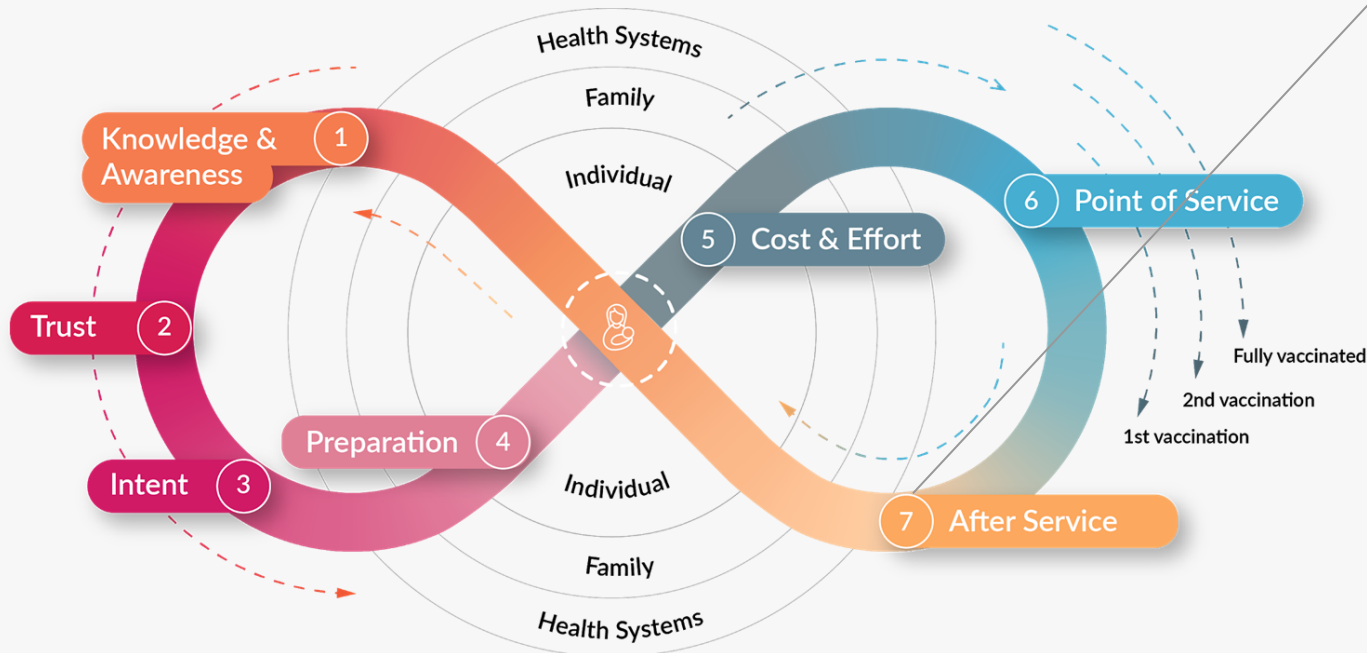 Health Systems
Family
Individual
Knowledge &
Awareness
1
Trust
2
Intent
3
Preparation
4
5
Cost & Effort
6
Point of Service
Fully vaccinated
2nd vaccination
1st vaccination
7
After Service
Individual
Family
Health Systems